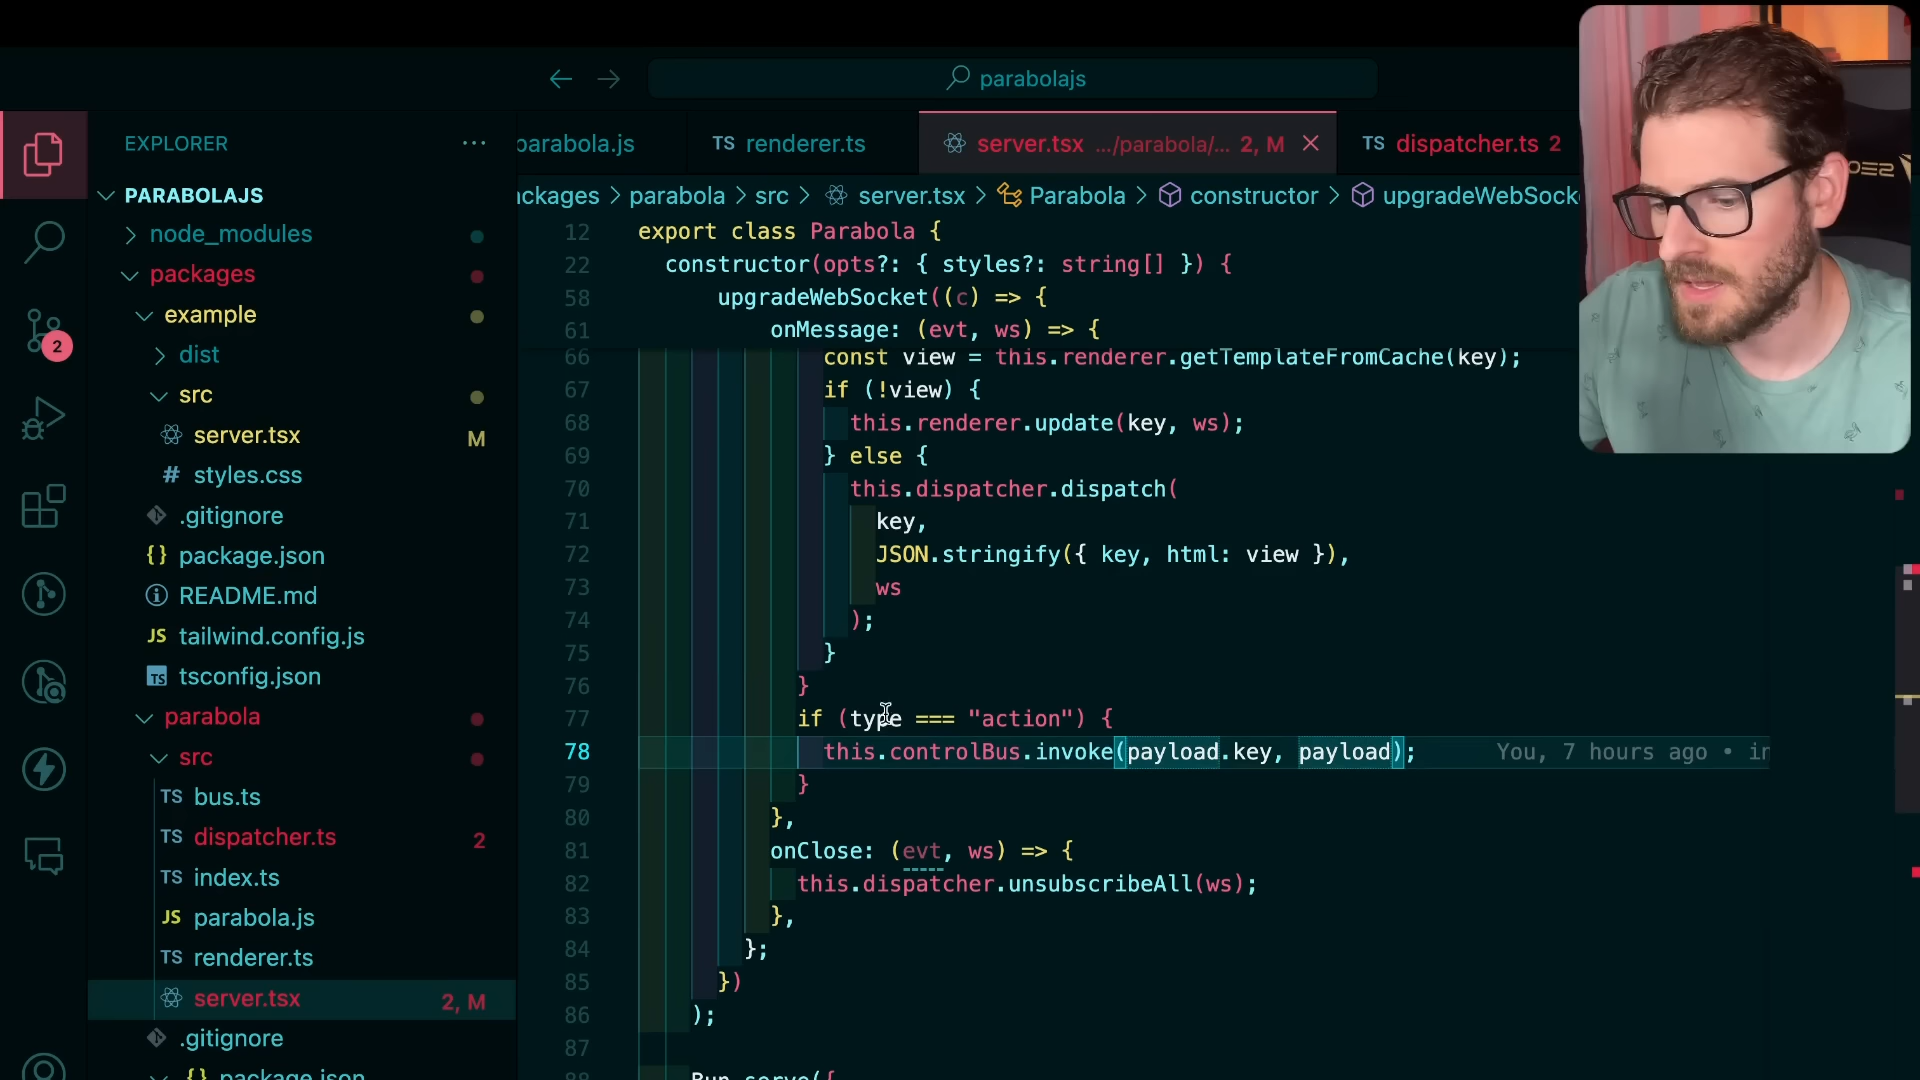 parabolajs
EXPLORER
PARABOLAJS
node_modules
packages
example
dist
src
server.tsx M
# styles.css
.gitignore
{} package.json
README.md
JS tailwind.config.js
TS tsconfig.json
parabola
src
TS bus.ts
TS dispatcher.ts 2
TS index.ts
JS parabola.js
TS renderer.ts
server.tsx 2, M
.gitignore
{} package.json
2
parabola.js
TS renderer.ts
server.tsx .../parabola/... 2, M
TS dispatcher.ts 2
ckages > parabola > src > server.tsx > Parabola > constructor > upgradeWebSock
12 export class Parabola {
22 constructor(opts?: { styles?: string[] }) {
58 upgradeWebSocket((c) => {
61 onMessage: (evt, ws) => {
66 const view = this.renderer.getTemplateFromCache(key);
67 if (!view) {
68 this.renderer.update(key, ws);
69 } else {
70 this.dispatcher.dispatch(
71 key,
72 JSON.stringify({ key, html: view }),
73 ws
74 );
75 }
76 }
77 if (type === "action") {
78 this.controlBus.invoke(payload.key, payload); You, 7 hours ago • in
79 }
80 },
81 onClose: (evt, ws) => {
82 this.dispatcher.unsubscribeAll(ws);
83 },
84 };
85 })
86 );
87
88 Bun.serve({